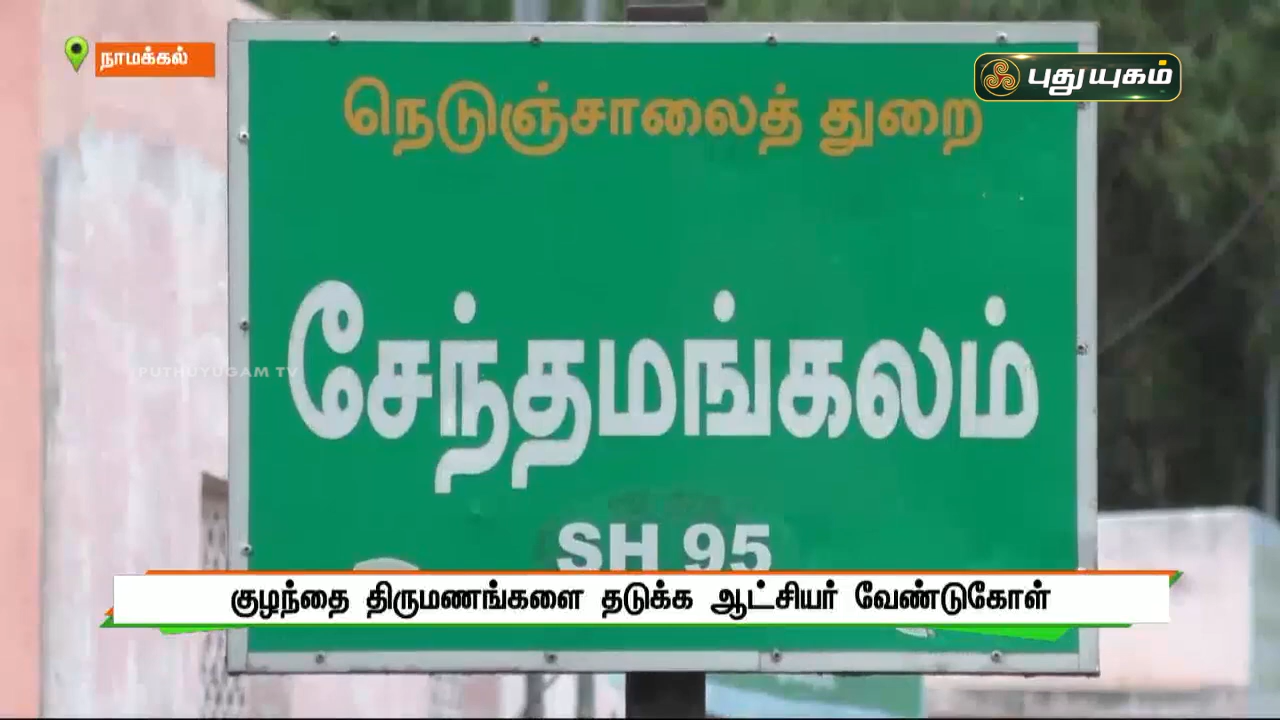 நாமக்கல்
புதுயுகம்
நெடுஞ்சாலைத் துறை
சேந்தமங்கலம்
PUTHUYUGAM TV
SH 95
குழந்தை திருமணங்களை தடுக்க ஆட்சியர் வேண்டுகோள்